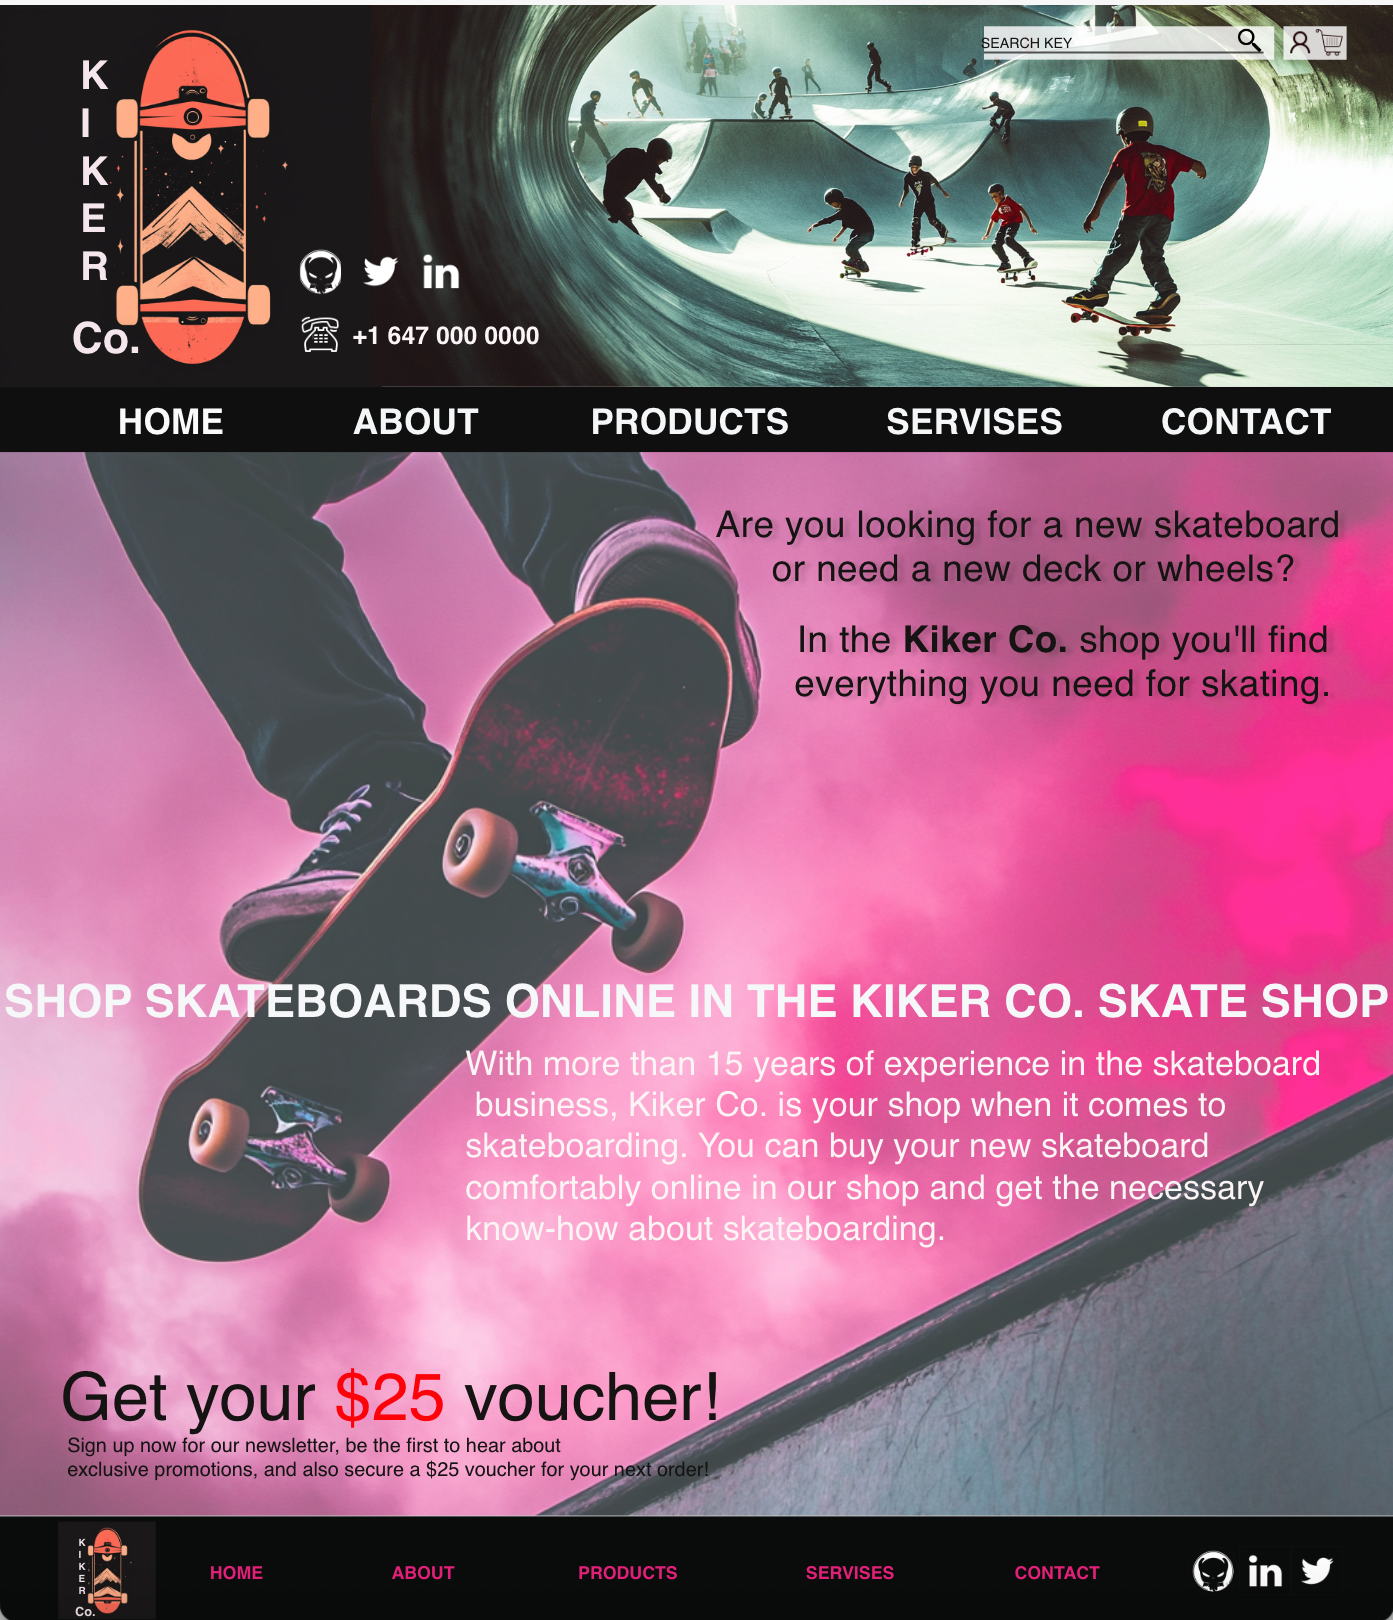 K
I
K
E
R
Co.
SEARCH KEY
in
+1 647 000 0000
HOME ABOUT PRODUCTS SERVISES CONTACT
Are you looking for a new skateboard
or need a new deck or wheels?
In the Kiker Co. shop you'll find
everything you need for skating.
SHOP SKATEBOARDS ONLINE IN THE KIKER CO. SKATE SHOP
With more than 15 years of experience in the skateboard
business, Kiker Co. is your shop when it comes to
skateboarding. You can buy your new skateboard
comfortably online in our shop and get the necessary
know-how about skateboarding.
Get your $25 voucher!
Sign up now for our newsletter, be the first to hear about
exclusive promotions, and also secure a $25 voucher for your next order!
K
I
K
E
R
Co.
HOME ABOUT PRODUCTS SERVISES CONTACT
in